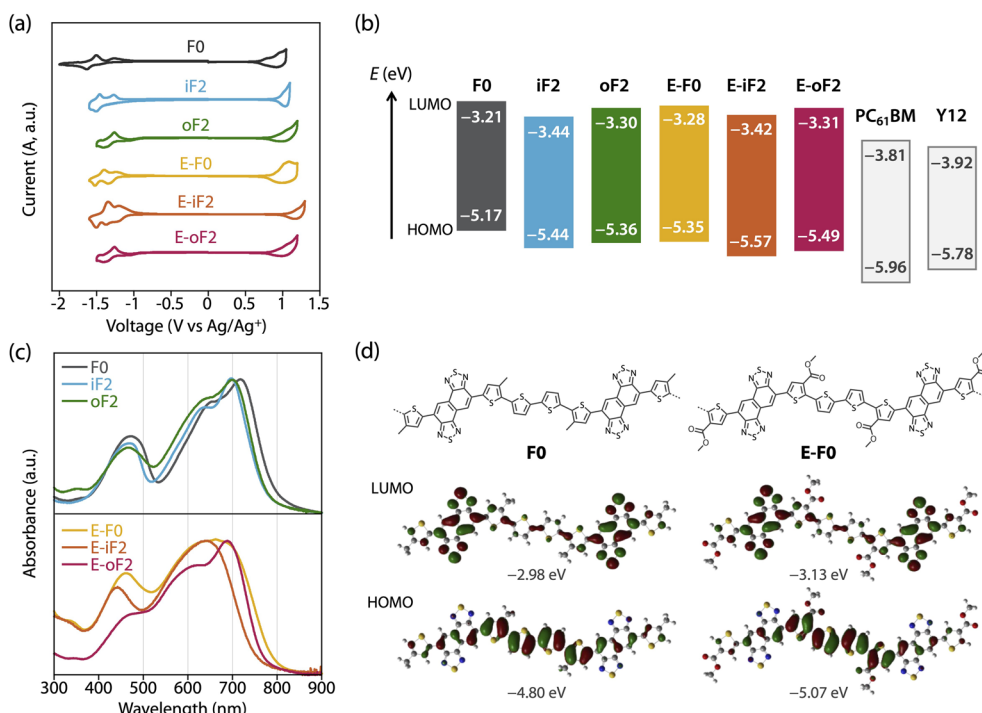 (a)
F0
iF2
oF2
E-F0
E-iF2
E-oF2
Current (A, a.u.)
-2 -1.5 -1 -0.5 0 0.5 1 1.5
Voltage (V vs Ag/Ag⁺)
(b)
E (eV)
LUMO
HOMO
F0 iF2 oF2 E-F0 E-iF2 E-oF2 PC₆₁BM Y12
−3.21 −3.44 −3.30 −3.28 −3.42 −3.31 −3.81 −3.92
−5.17 −5.44 −5.36 −5.35 −5.57 −5.49 −5.96 −5.78
(c)
F0
iF2
oF2
E-F0
E-iF2
E-oF2
Absorbance (a.u.)
300 400 500 600 700 800 900
Wavelength (nm)
(d)
F0 E-F0
LUMO
−2.98 eV −3.13 eV
HOMO
−4.80 eV −5.07 eV